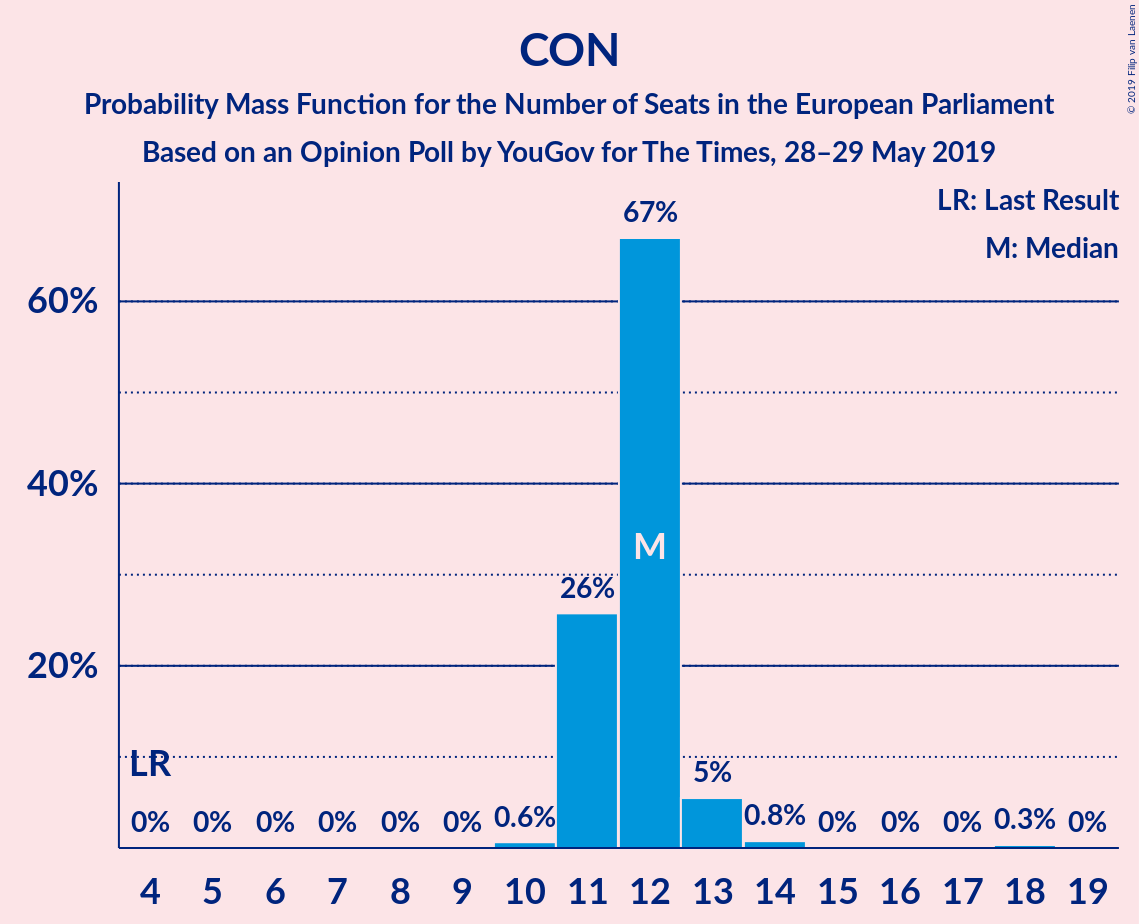 CON
Probability Mass Function for the Number of Seats in the European Parliament
Based on an Opinion Poll by YouGov for The Times, 28–29 May 2019
© 2019 Filip van Laenen
LR: Last Result
M: Median
67%
60%
40%
M
26%
20%
LR
5%
0% 0% 0% 0% 0% 0% 0.6% 0.8% 0% 0% 0% 0.3% 0%
4 5 6 7 8 9 10 11 12 13 14 15 16 17 18 19